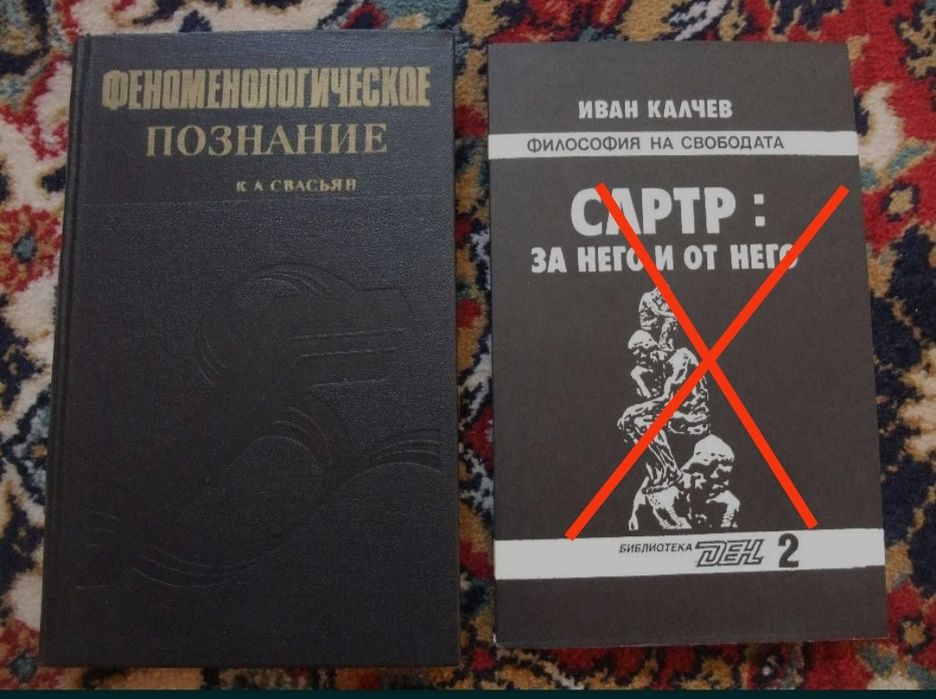 ФЕНОМЕНОЛОГИЧЕСКОЕ
ПОЗНАНИЕ
К А СВАСЬЯН
ИВАН КАЛЧЕВ
ФИЛОСОФИЯ НА СВОБОДАТА
САРТР:
ЗА НЕГО И ОТ НЕГО
БИБЛИОТЕКА ДЕН 2